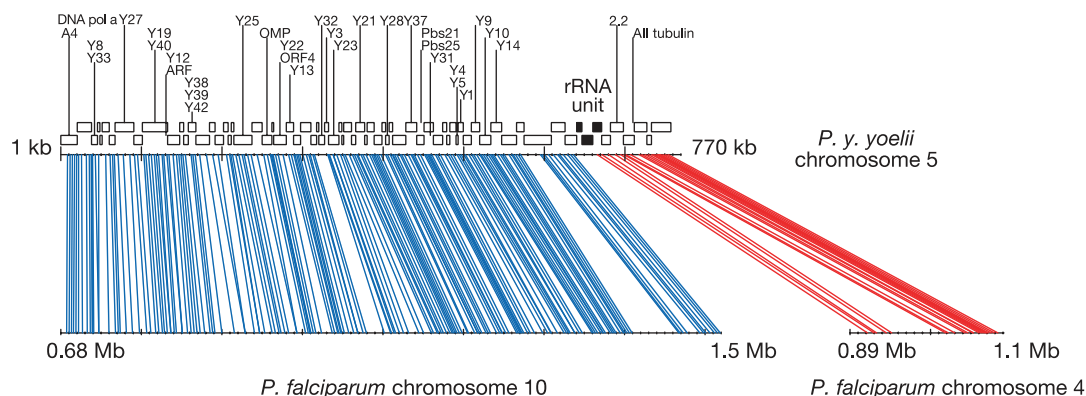 DNA pol a Y27 Y25 Y32 Y21 Y28 Y37 Y9 2.2
A4 Y19 OMP Y3 Pbs21 Y10 AII tubulin
Y8 Y40 Y22 Y23 Pbs25 Y14
Y33 Y12 ORF4 Y31
ARF Y13 Y4
Y38 Y5
Y39 Y1
Y42
rRNA
unit
1 kb 770 kb
P. y. yoelii
chromosome 5
0.68 Mb 1.5 Mb 0.89 Mb 1.1 Mb
P. falciparum chromosome 10 P. falciparum chromosome 4